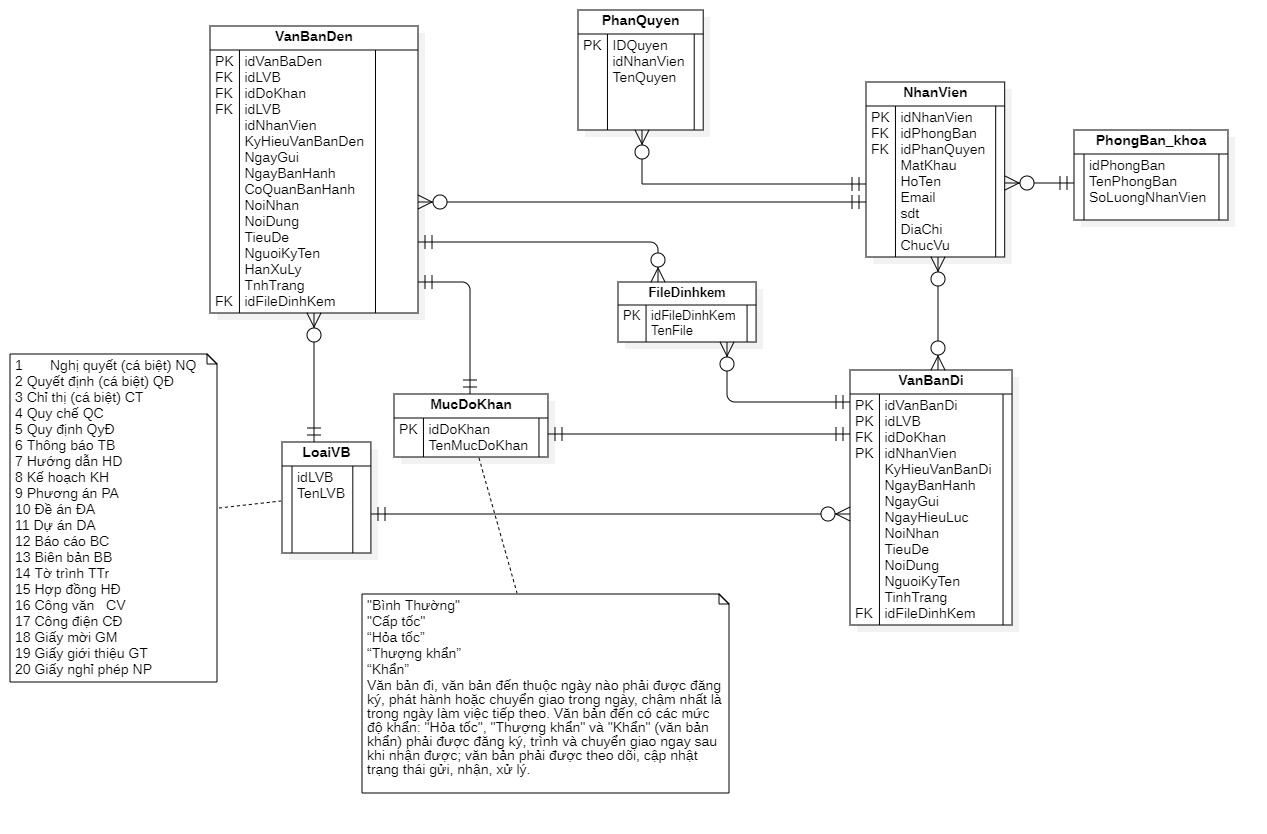 VanBanDen
PK idVanBaDen
FK idLVB
FK idDoKhan
FK idLVB
idNhanVien
KyHieuVanBanDen
NgayGui
NgayBanHanh
CoQuanBanHanh
NoiNhan
NoiDung
TieuDe
NguoiKyTen
HanXuLy
TnhTrang
FK idFileDinhKem
PhanQuyen
PK IDQuyen
idNhanVien
TenQuyen
NhanVien
PK idNhanVien
FK idPhongBan
FK idPhanQuyen
MatKhau
HoTen
Email
sdt
DiaChi
ChucVu
PhongBan_khoa
idPhongBan
TenPhongBan
SoLuongNhanVien
FileDinhkem
PK idFileDinhKem
TenFile
MucDoKhan
PK idDoKhan
TenMucDoKhan
LoaiVB
idLVB
TenLVB
VanBanDi
PK idVanBanDi
PK idLVB
FK idDoKhan
PK idNhanVien
KyHieuVanBanDi
NgayBanHanh
NgayGui
NgayHieuLuc
NoiNhan
TieuDe
NoiDung
NguoiKyTen
TinhTrang
FK idFileDinhKem
1 Nghị quyết (cá biệt) NQ
2 Quyết định (cá biệt) QĐ
3 Chỉ thị (cá biệt) CT
4 Quy chế QC
5 Quy định QyĐ
6 Thông báo TB
7 Hướng dẫn HD
8 Kế hoạch KH
9 Phương án PA
10 Đề án ĐA
11 Dự án DA
12 Báo cáo BC
13 Biên bản BB
14 Tờ trình TTr
15 Hợp đồng HĐ
16 Công văn CV
17 Công điện CĐ
18 Giấy mời GM
19 Giấy giới thiệu GT
20 Giấy nghỉ phép NP
"Bình Thường"
"Cấp tốc"
“Hỏa tốc”
“Thượng khẩn”
“Khẩn”
Văn bản đi, văn bản đến thuộc ngày nào phải được đăng
ký, phát hành hoặc chuyển giao trong ngày, chậm nhất là
trong ngày làm việc tiếp theo. Văn bản đến có các mức
độ khẩn: "Hỏa tốc", "Thượng khẩn" và "Khẩn" (văn bản
khẩn) phải được đăng ký, trình và chuyển giao ngay sau
khi nhận được; văn bản phải được theo dõi, cập nhật
trạng thái gửi, nhận, xử lý.